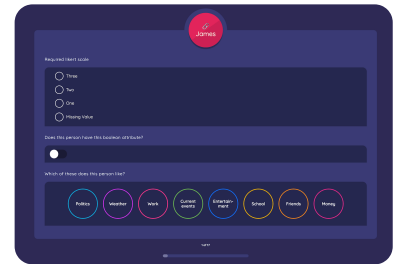 James
Required likert scale
Three
Two
One
Missing Value
Does this person have this boolean attribute?
Which of these does this person like?
Politics
Weather
Work
Current
events
Entertain-
ment
School
Friends
Money